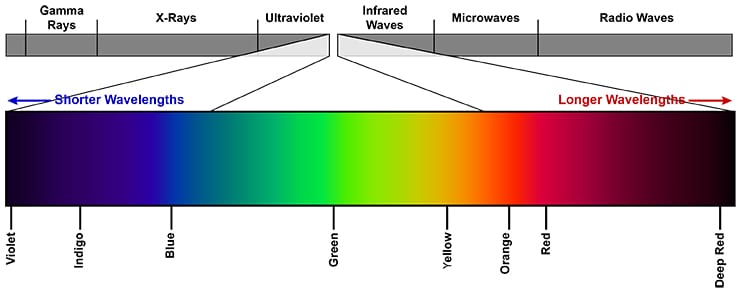 Gamma
Rays
X-Rays
Ultraviolet
Infrared
Waves
Microwaves
Radio Waves
Shorter Wavelengths
Longer Wavelengths
Violet
Indigo
Blue
Green
Yellow
Orange
Red
Deep Red